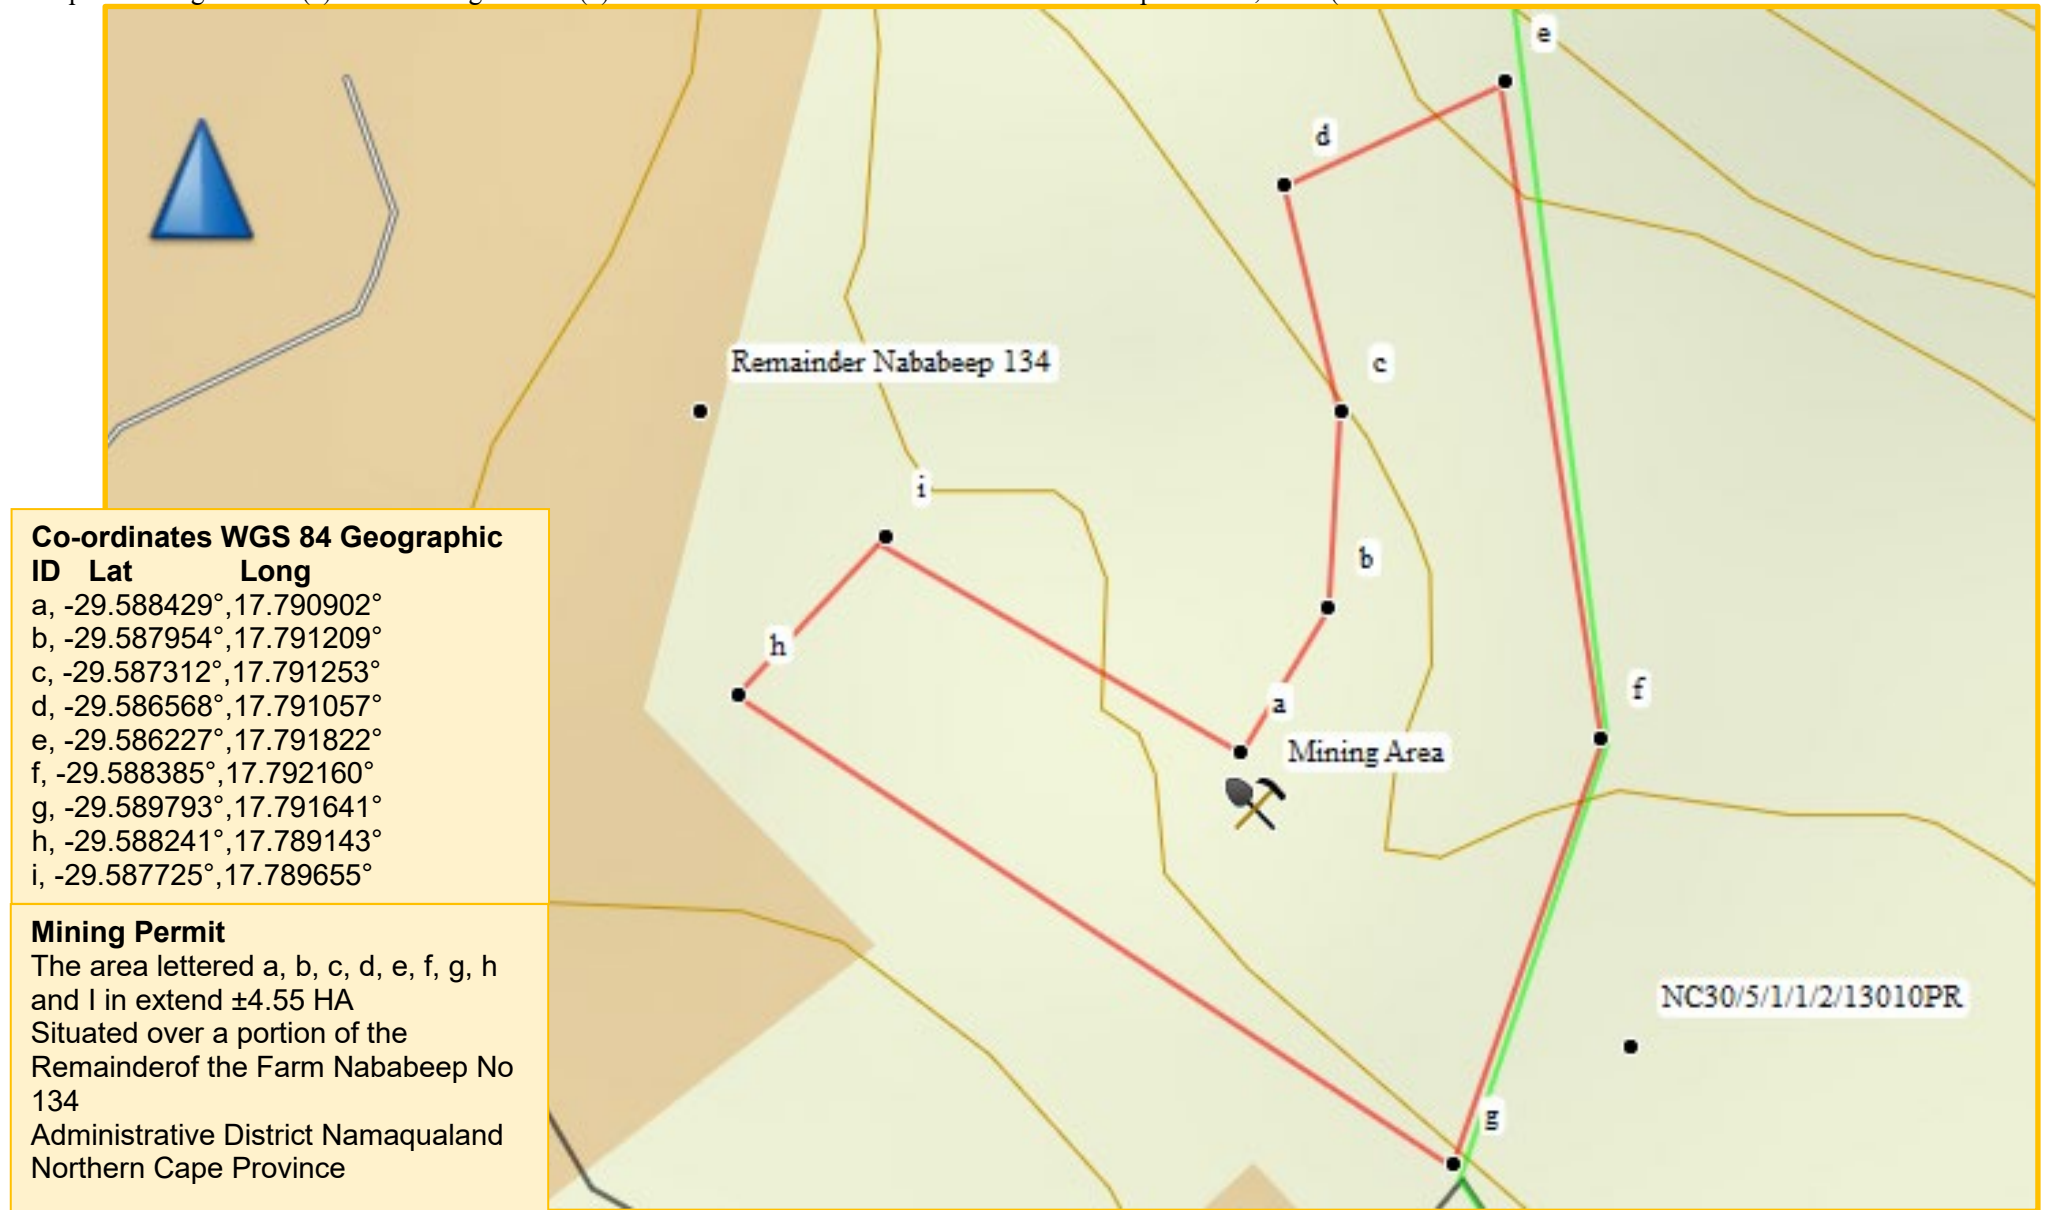 e
d
Remainder Nababeep 134
c
i
b
h
a
f
Mining Area
NC30/5/1/1/2/13010PR
g
Co-ordinates WGS 84 Geographic
ID Lat Long
a, -29.588429°,17.790902°
b, -29.587954°,17.791209°
c, -29.587312°,17.791253°
d, -29.586568°,17.791057°
e, -29.586227°,17.791822°
f, -29.588385°,17.792160°
g, -29.589793°,17.791641°
h, -29.588241°,17.789143°
i, -29.587725°,17.789655°
Mining Permit
The area lettered a, b, c, d, e, f, g, h
and I in extend ±4.55 HA
Situated over a portion of the
Remainderof the Farm Nababeep No
134
Administrative District Namaqualand
Northern Cape Province